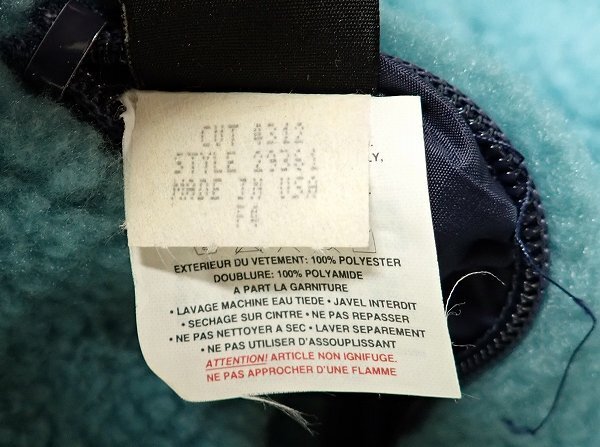 CUT 4312
STYLE 29361
MADE IN USA
F4
LY,
EXTERIEUR DU VETEMENT: 100% POLYESTER
DOUBLURE: 100% POLYAMIDE
A PART LA GARNITURE
• LAVAGE MACHINE EAU TIEDE • JAVEL INTERDIT
• SECHAGE SUR CINTRE • NE PAS REPASSER
• NE PAS NETTOYER A SEC • LAVER SEPAREMENT
• NE PAS UTILISER D'ASSOUPLISSANT
ATTENTION! ARTICLE NON IGNIFUGE.
NE PAS APPROCHER D'UNE FLAMME